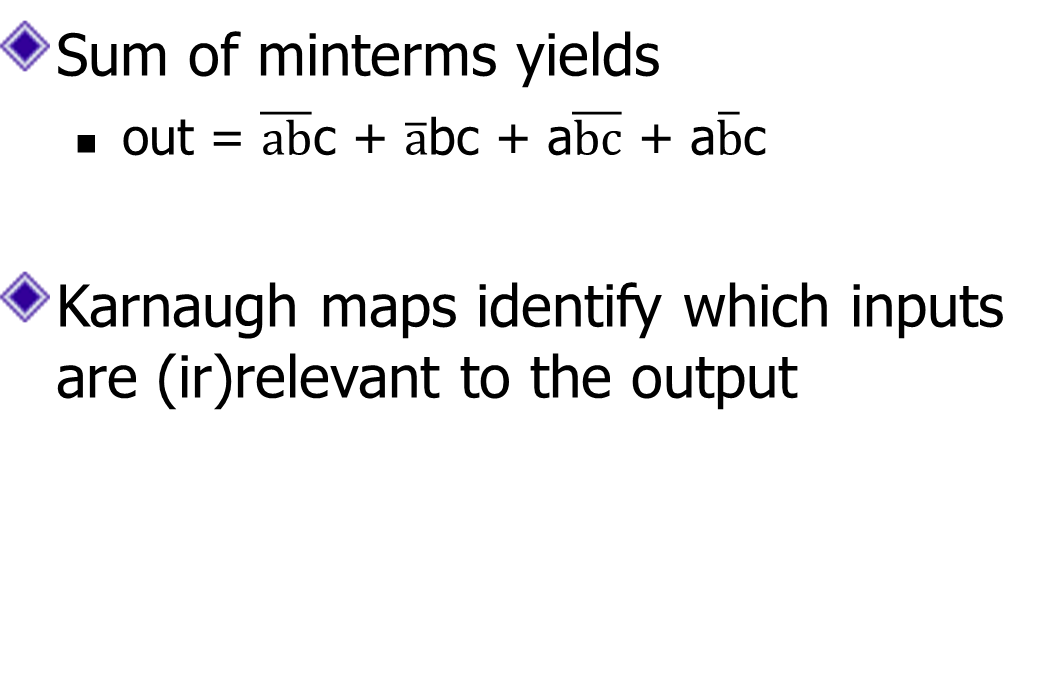 Sum of minterms yields
▪ out = a̅b̅c + a̅bc + ab̅c̅ + ab̅c
Karnaugh maps identify which inputs
are (ir)relevant to the output